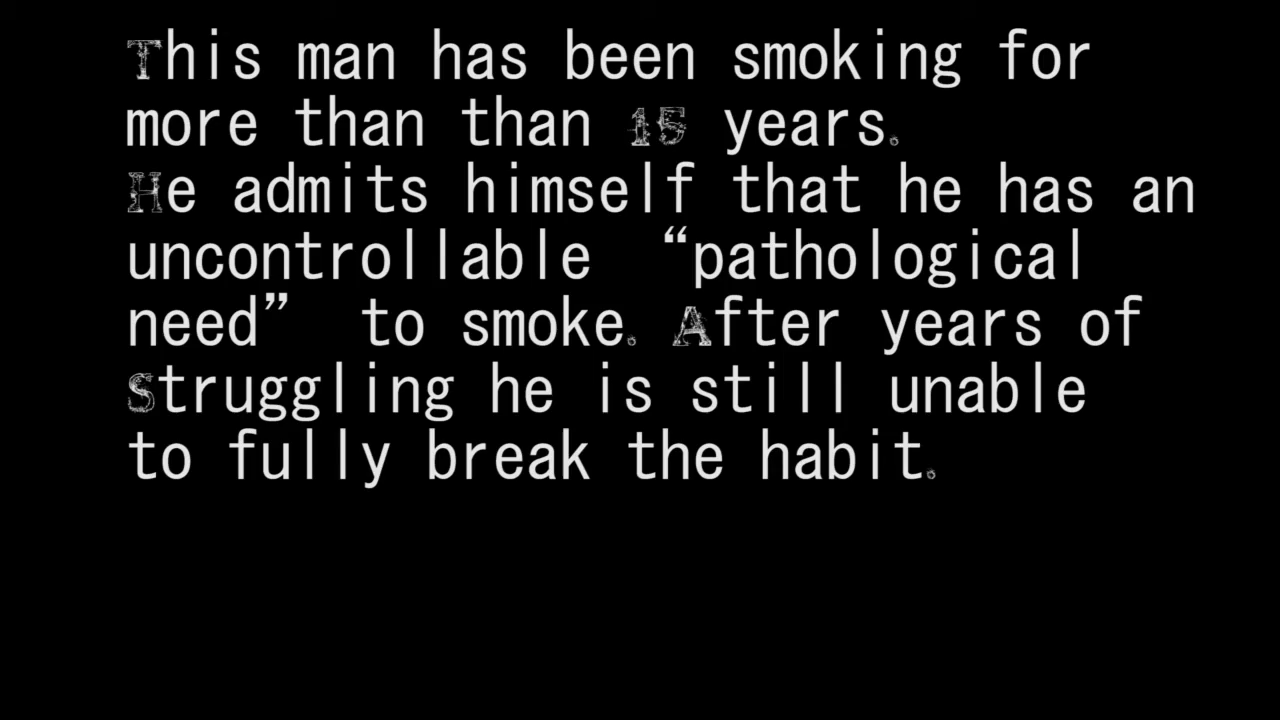 This man has been smoking for
more than than 15 years.
He admits himself that he has an
uncontrollable “pathological
need” to smoke. After years of
Struggling he is still unable
to fully break the habit.